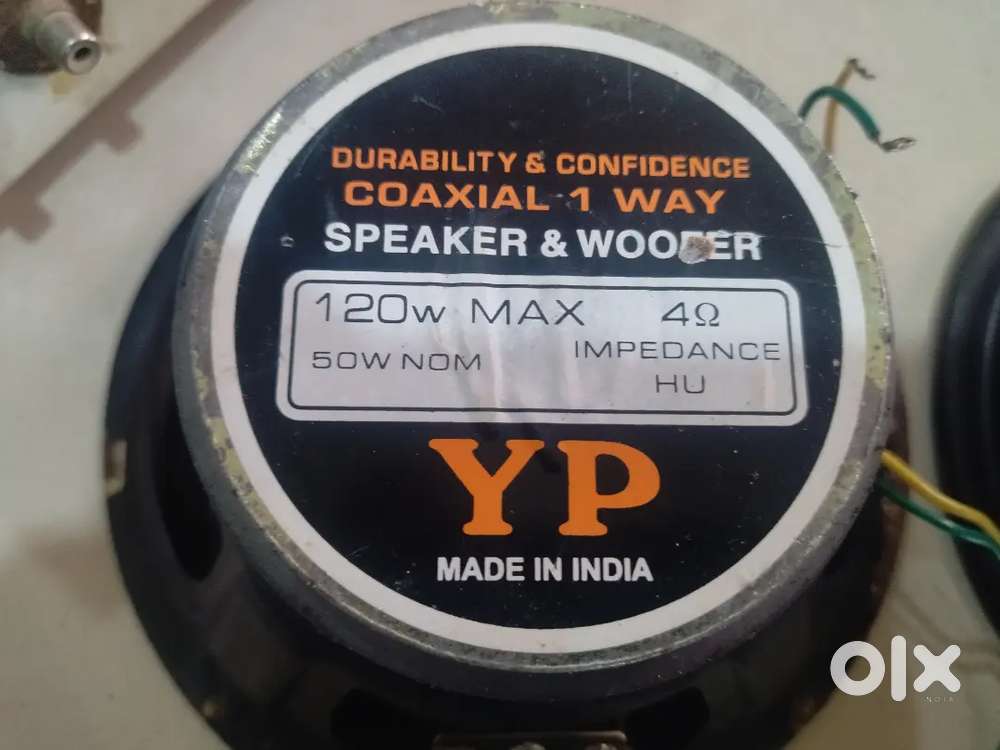 DURABILITY & CONFIDENCE
COAXIAL 1 WAY
SPEAKER & WOOFER
120w MAX 4Ω
50W NOM IMPEDANCE
HU
YP
MADE IN INDIA
olx
INDIA